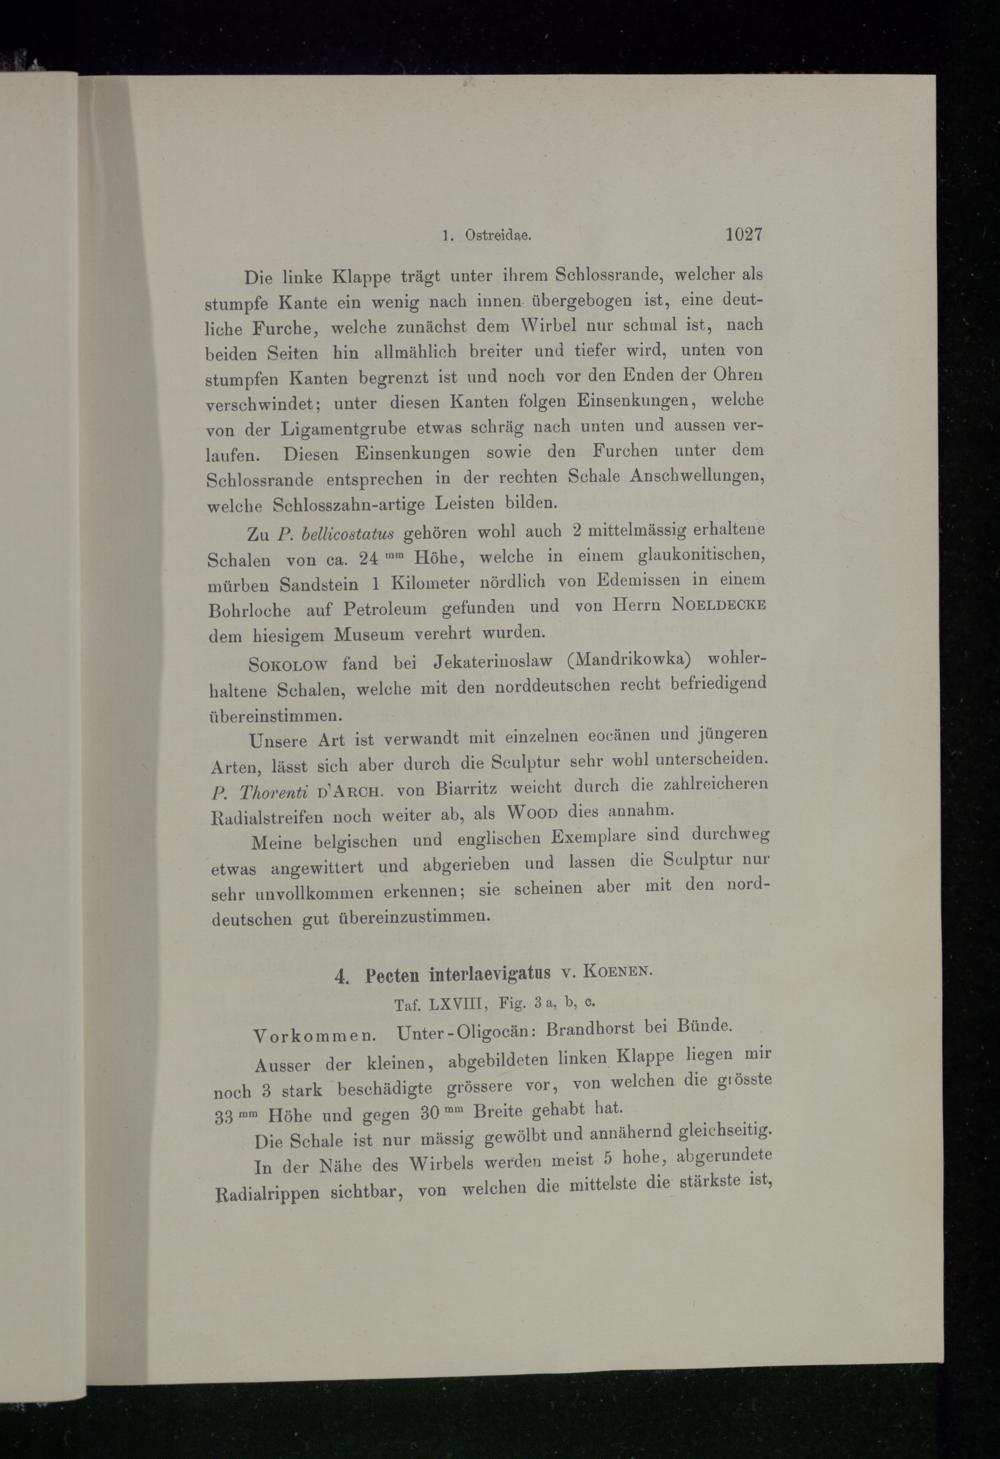 1. Ostreidae. 1027
Die linke Klappe trägt unter ihrem Schlossrande, welcher als
stumpfe Kante ein wenig nach innen übergebogen ist, eine deut-
liche Furche, welche zunächst dem Wirbel nur schmal ist, nach
beiden Seiten hin allmählich breiter und tiefer wird, unten von
stumpfen Kanten begrenzt ist und noch vor den Enden der Ohren
verschwindet; unter diesen Kanten folgen Einsenkungen, welche
von der Ligamentgrube etwas schräg nach unten und aussen ver-
laufen. Diesen Einsenkungen sowie den Furchen unter dem
Schlossrande entsprechen in der rechten Schale Anschwellungen,
welche Schlosszahn-artige Leisten bilden.
Zu P. bellicostatus gehören wohl auch 2 mittelmässig erhaltene
Schalen von ca. 24 mm Höhe, welche in einem glaukonitischen,
mürben Sandstein 1 Kilometer nördlich von Edemissen in einem
Bohrloche auf Petroleum gefunden und von Herrn NOELDECKE
dem hiesigem Museum verehrt wurden.
SOKOLOW fand bei Jekaterinoslaw (Mandrikowka) wohler-
haltene Schalen, welche mit den norddeutschen recht befriedigend
übereinstimmen.
Unsere Art ist verwandt mit einzelnen eocänen und jüngeren
Arten, lässt sich aber durch die Sculptur sehr wohl unterscheiden.
P. Thorenti D'ARCH. von Biarritz weicht durch die zahlreicheren
Radialstreifen noch weiter ab, als WOOD dies annahm.
Meine belgischen und englischen Exemplare sind durchweg
etwas angewittert und abgerieben und lassen die Sculptur nur
sehr unvollkommen erkennen; sie scheinen aber mit den nord-
deutschen gut übereinzustimmen.
4. Pecten interlaevigatus v. KOENEN.
Taf. LXVIII, Fig. 3 a, b, c.
Vorkommen. Unter-Oligocän: Brandhorst bei Bünde.
Ausser der kleinen, abgebildeten linken Klappe liegen mir
noch 3 stark beschädigte grössere vor, von welchen die grösste
33 mm Höhe und gegen 30 mm Breite gehabt hat.
Die Schale ist nur mässig gewölbt und annähernd gleichseitig.
In der Nähe des Wirbels werden meist 5 hohe, abgerundete
Radialrippen sichtbar, von welchen die mittelste die stärkste ist,